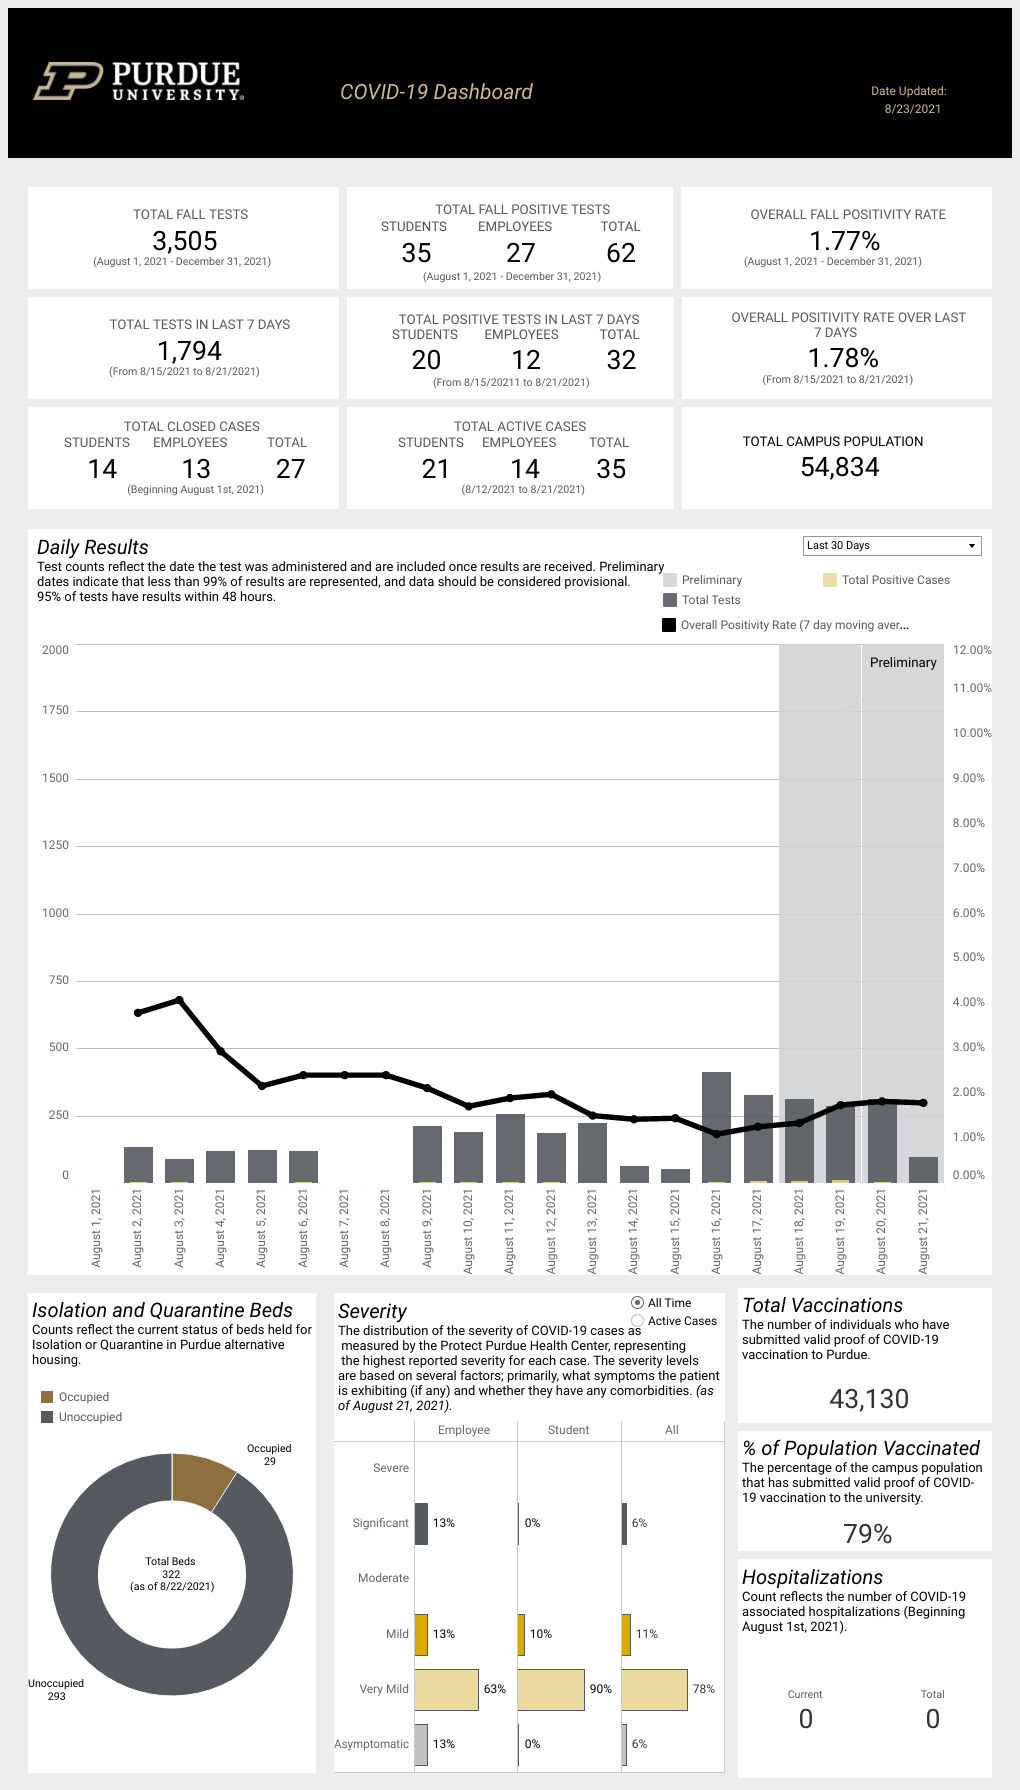 PURDUE
UNIVERSITY®
COVID-19 Dashboard
Date Updated:
8/23/2021
TOTAL FALL TESTS
3,505
(August 1, 2021 - December 31, 2021)
TOTAL FALL POSITIVE TESTS
STUDENTS EMPLOYEES TOTAL
35 27 62
(August 1, 2021 - December 31, 2021)
OVERALL FALL POSITIVITY RATE
1.77%
(August 1, 2021 - December 31, 2021)
TOTAL TESTS IN LAST 7 DAYS
1,794
(From 8/15/2021 to 8/21/2021)
TOTAL POSITIVE TESTS IN LAST 7 DAYS
STUDENTS EMPLOYEES TOTAL
20 12 32
(From 8/15/20211 to 8/21/2021)
OVERALL POSITIVITY RATE OVER LAST
7 DAYS
1.78%
(From 8/15/2021 to 8/21/2021)
TOTAL CLOSED CASES
STUDENTS EMPLOYEES TOTAL
14 13 27
(Beginning August 1st, 2021)
TOTAL ACTIVE CASES
STUDENTS EMPLOYEES TOTAL
21 14 35
(8/12/2021 to 8/21/2021)
TOTAL CAMPUS POPULATION
54,834
Daily Results
Test counts reflect the date the test was administered and are included once results are received. Preliminary
dates indicate that less than 99% of results are represented, and data should be considered provisional.
95% of tests have results within 48 hours.
Last 30 Days
Preliminary
Total Positive Cases
Total Tests
Overall Positivity Rate (7 day moving aver...
2000
1750
1500
1250
1000
750
500
250
0
Preliminary
12.00%
11.00%
10.00%
9.00%
8.00%
7.00%
6.00%
5.00%
4.00%
3.00%
2.00%
1.00%
0.00%
August 1, 2021
August 2, 2021
August 3, 2021
August 4, 2021
August 5, 2021
August 6, 2021
August 7, 2021
August 8, 2021
August 9, 2021
August 10, 2021
August 11, 2021
August 12, 2021
August 13, 2021
August 14, 2021
August 15, 2021
August 16, 2021
August 17, 2021
August 18, 2021
August 19, 2021
August 20, 2021
August 21, 2021
Isolation and Quarantine Beds
Counts reflect the current status of beds held for
Isolation or Quarantine in Purdue alternative
housing.
Occupied
Unoccupied
Occupied
29
Total Beds
322
(as of 8/22/2021)
Unoccupied
293
Severity
All Time
Active Cases
The distribution of the severity of COVID-19 cases as
measured by the Protect Purdue Health Center, representing
the highest reported severity for each case. The severity levels
are based on several factors; primarily, what symptoms the patient
is exhibiting (if any) and whether they have any comorbidities. (as
of August 21, 2021).
Employee Student All
Severe
Significant 13% 0% 6%
Moderate
Mild 13% 10% 11%
Very Mild 63% 90% 78%
Asymptomatic 13% 0% 6%
Total Vaccinations
The number of individuals who have
submitted valid proof of COVID-19
vaccination to Purdue.
43,130
% of Population Vaccinated
The percentage of the campus population
that has submitted valid proof of COVID-
19 vaccination to the university.
79%
Hospitalizations
Count reflects the number of COVID-19
associated hospitalizations (Beginning
August 1st, 2021).
Current Total
0 0